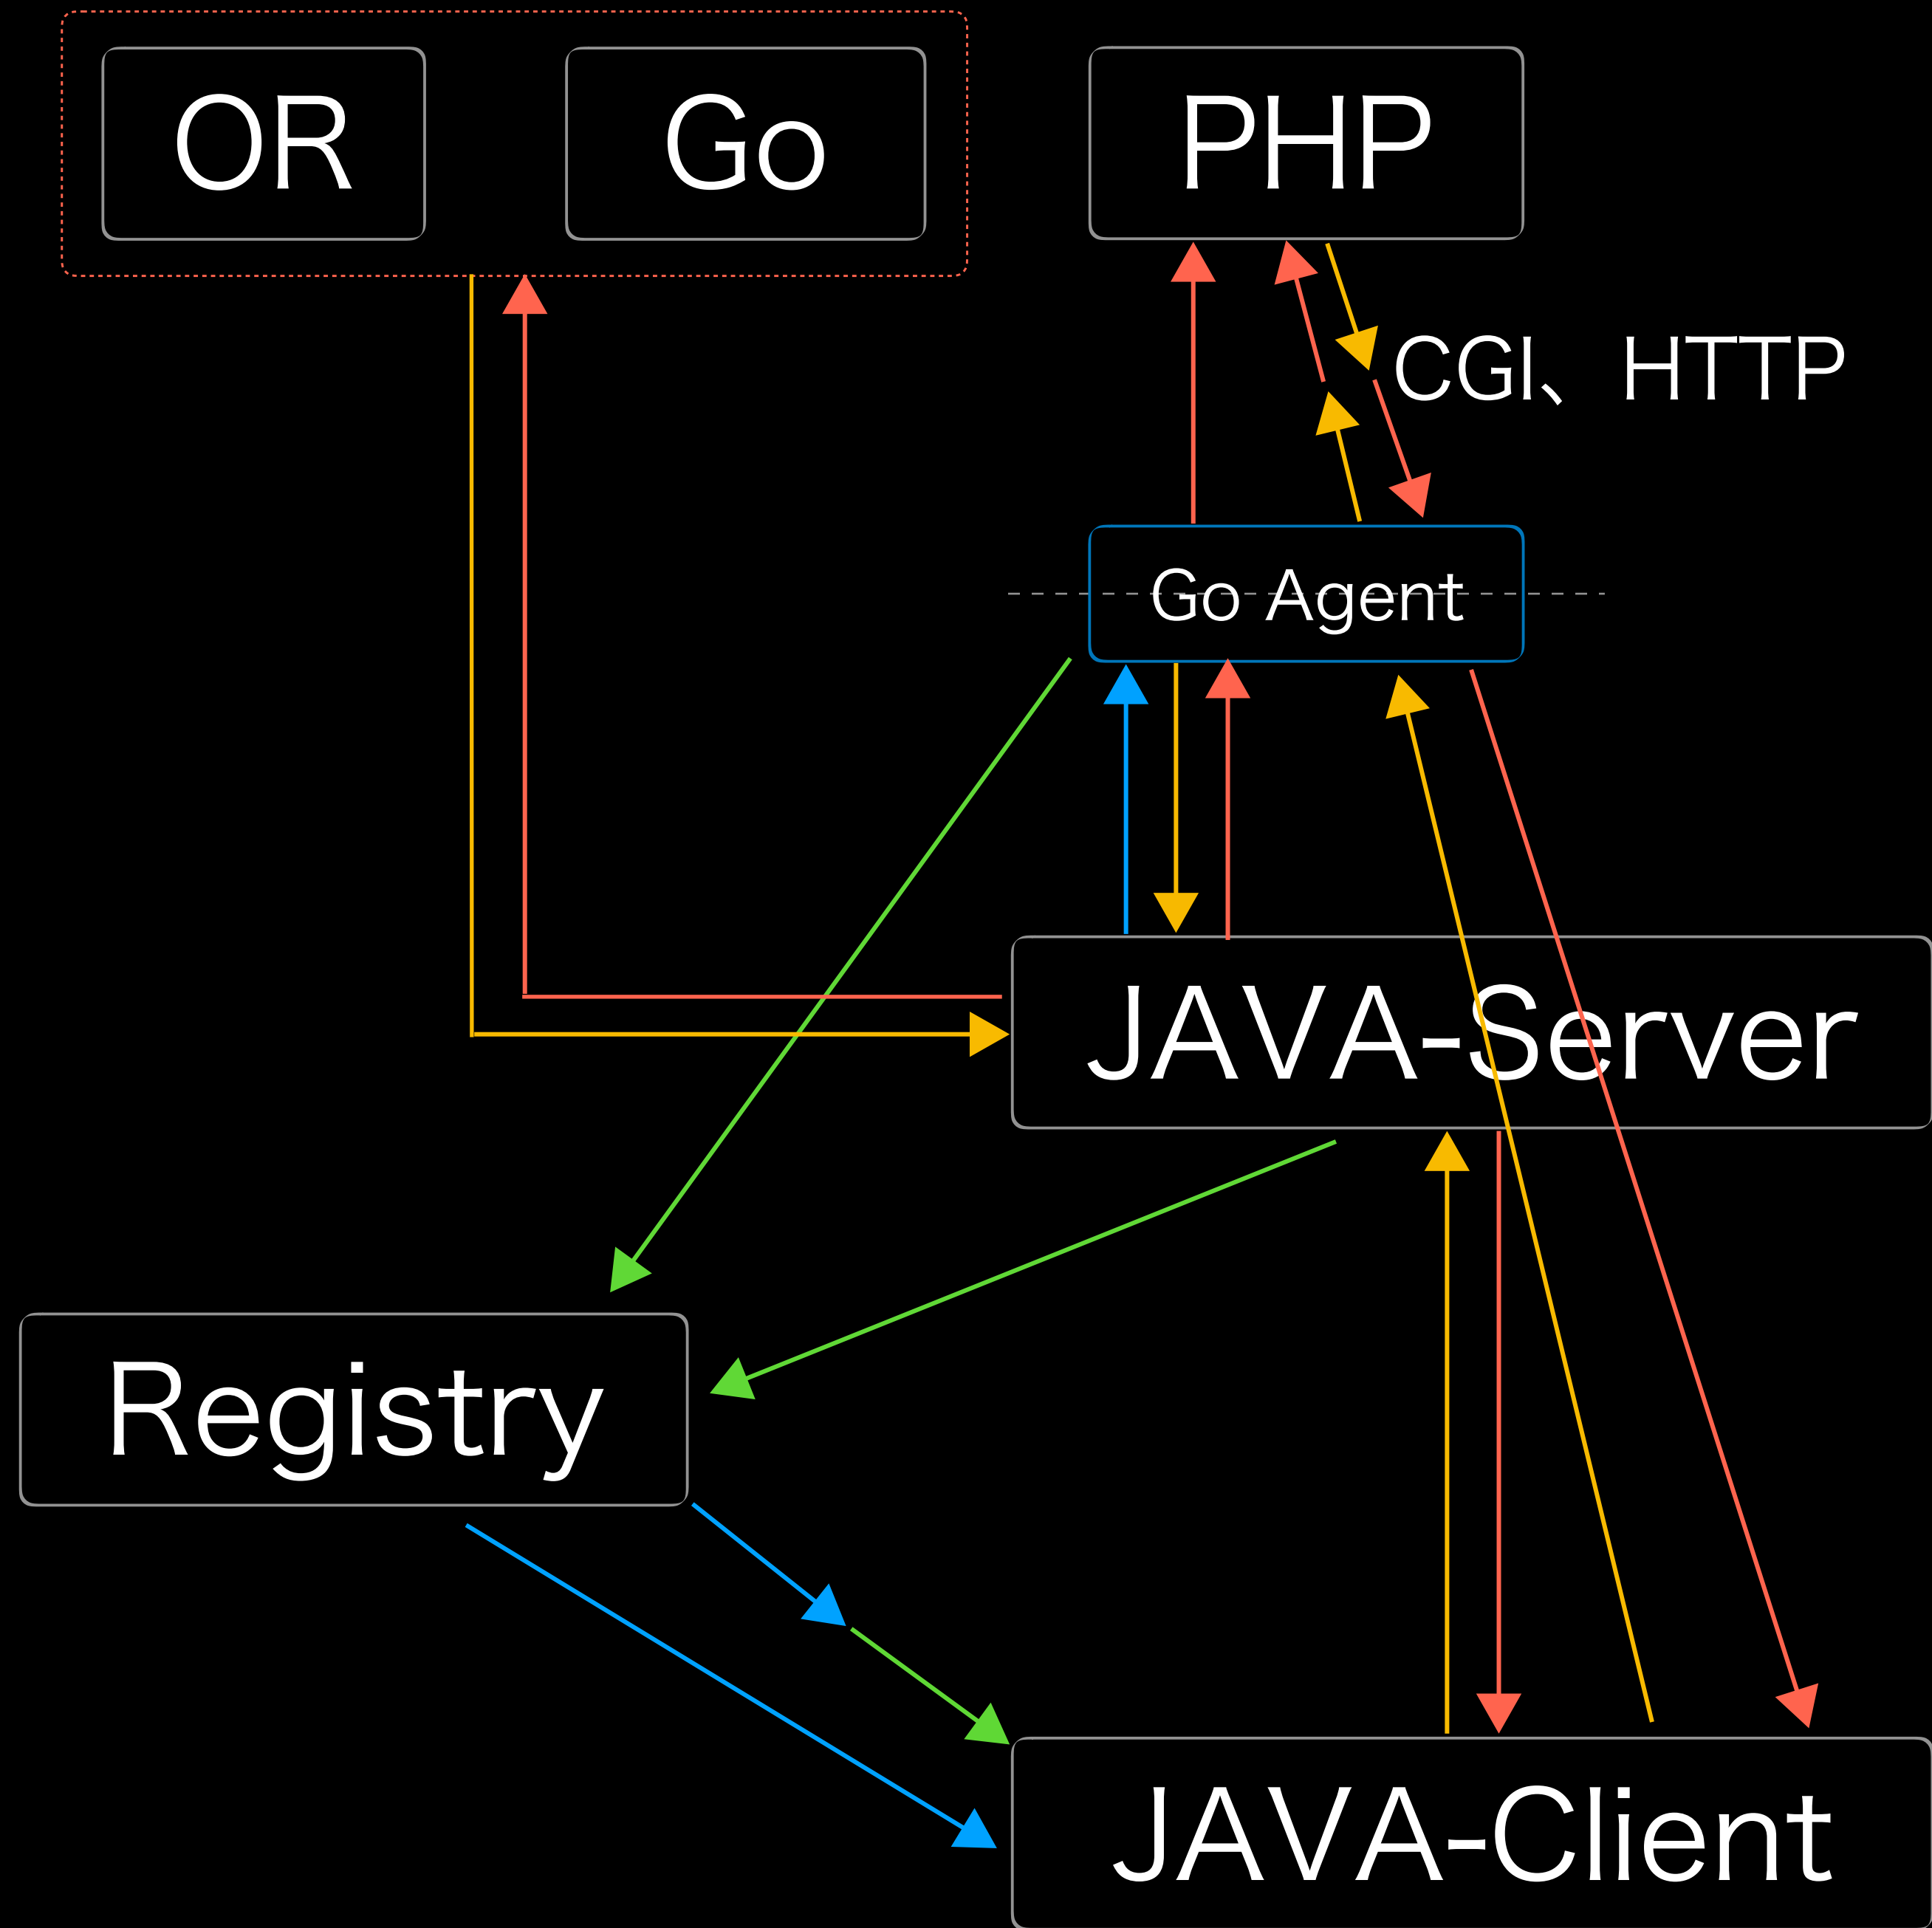 OR
Go
PHP
CGI、 HTTP
Go Agent
JAVA-Server
Registry
JAVA-Client